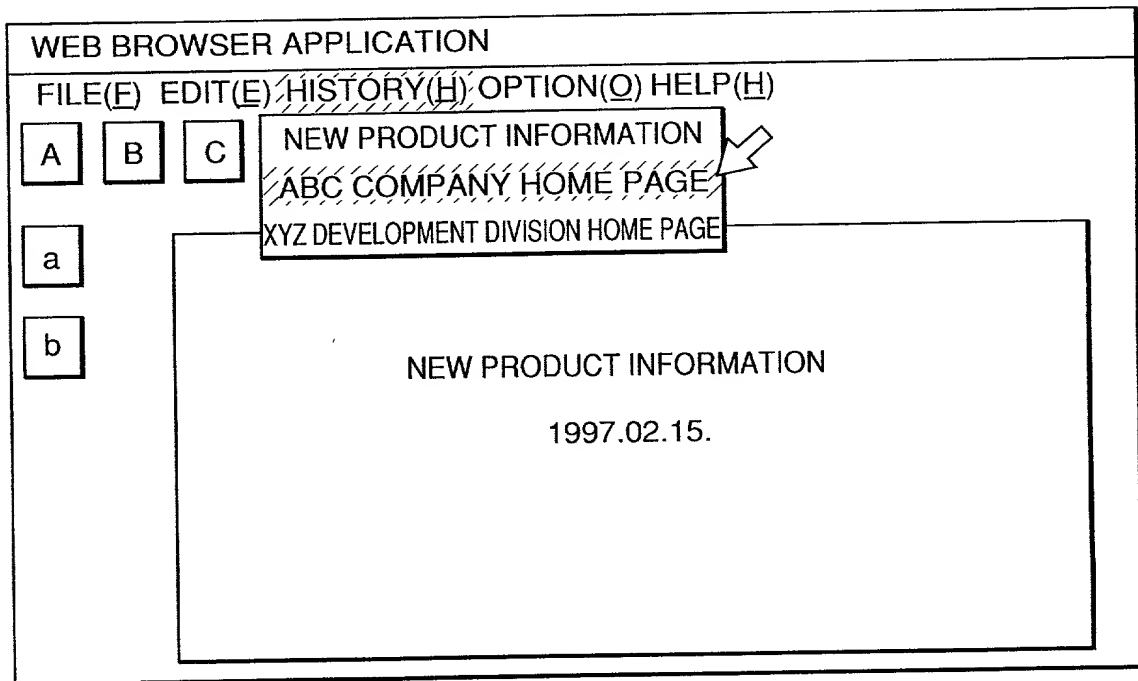 WEB BROWSER APPLICATION
FILE(F) EDIT(E) HISTORY(H) OPTION(O) HELP(H)
A B C
NEW PRODUCT INFORMATION
ABC COMPANY HOME PAGE
XYZ DEVELOPMENT DIVISION HOME PAGE
a
b
NEW PRODUCT INFORMATION
1997.02.15.